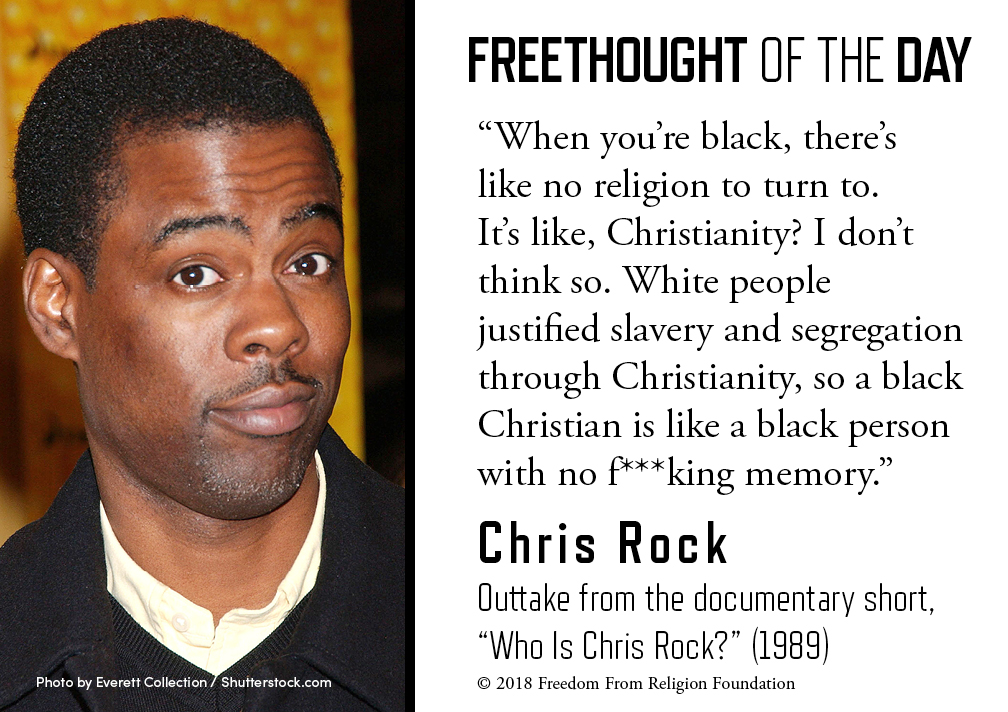 FREETHOUGHT OF THE DAY
“When you’re black, there’s
like no religion to turn to.
It’s like, Christianity? I don’t
think so. White people
justified slavery and segregation
through Christianity, so a black
Christian is like a black person
with no f***king memory.”
Chris Rock
Outtake from the documentary short,
“Who Is Chris Rock?” (1989)
© 2018 Freedom From Religion Foundation
Photo by Everett Collection / Shutterstock.com